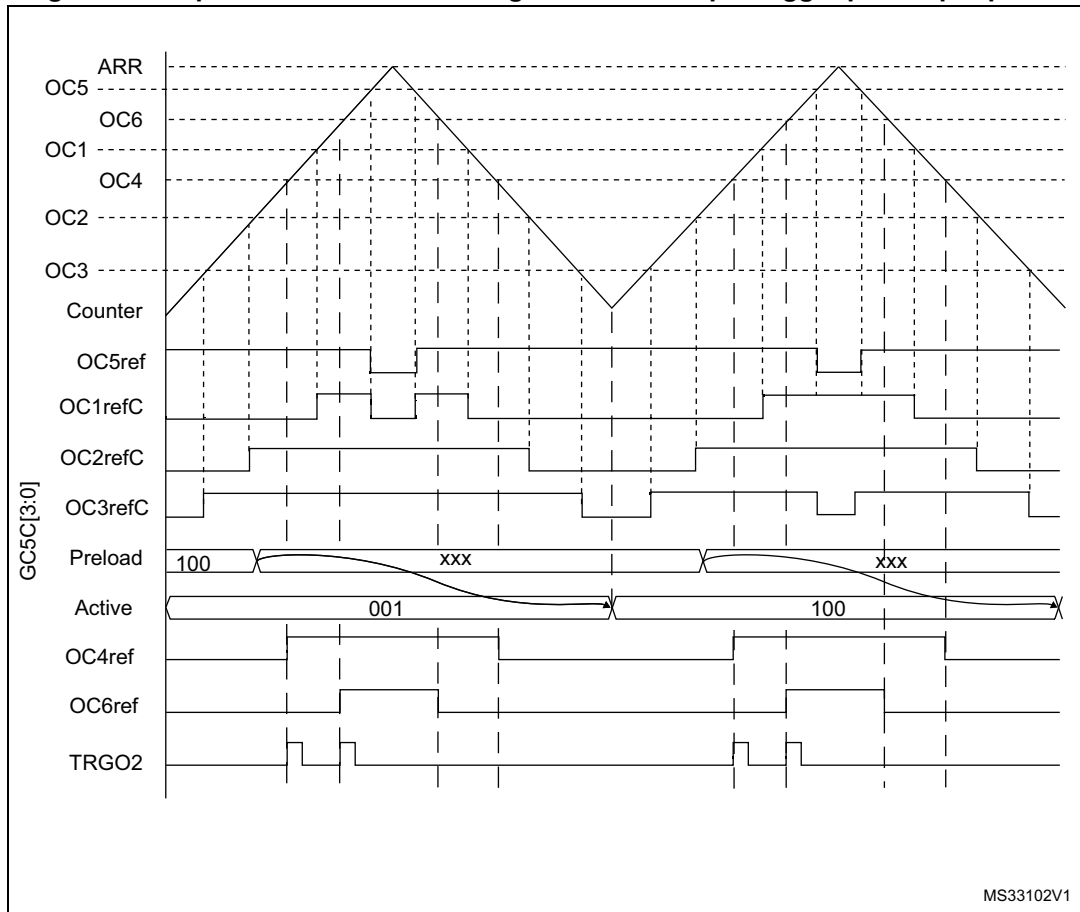 ARR
OC5
OC6
OC1
OC4
OC2
OC3
Counter
OC5ref
OC1refC
OC2refC
OC3refC
GC5C[3:0]
Preload 100 xxx xxx
Active 001 100
OC4ref
OC6ref
TRGO2
MS33102V1